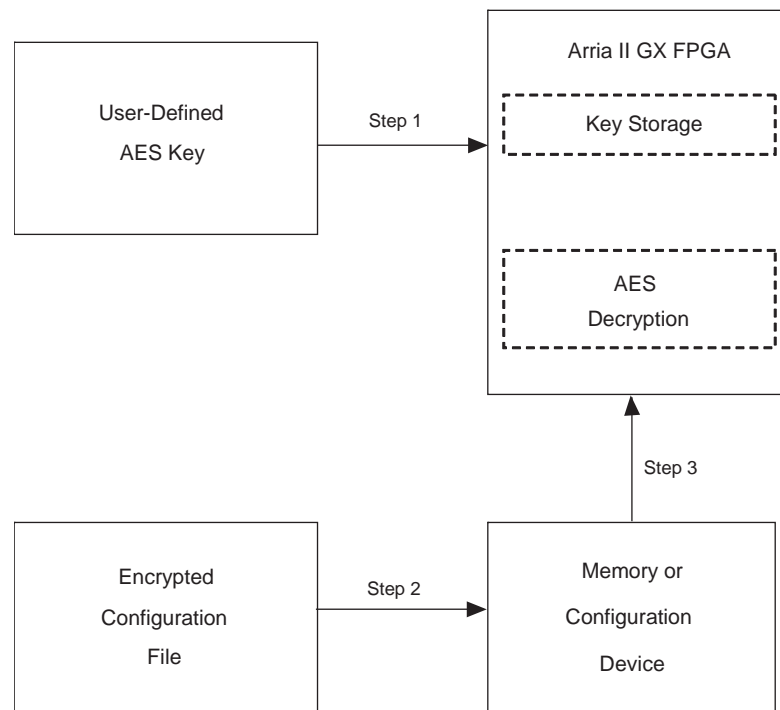 Arria II GX FPGA
User-Defined
AES Key
Step 1
Key Storage
AES
Decryption
Step 3
Encrypted
Configuration
File
Step 2
Memory or
Configuration
Device